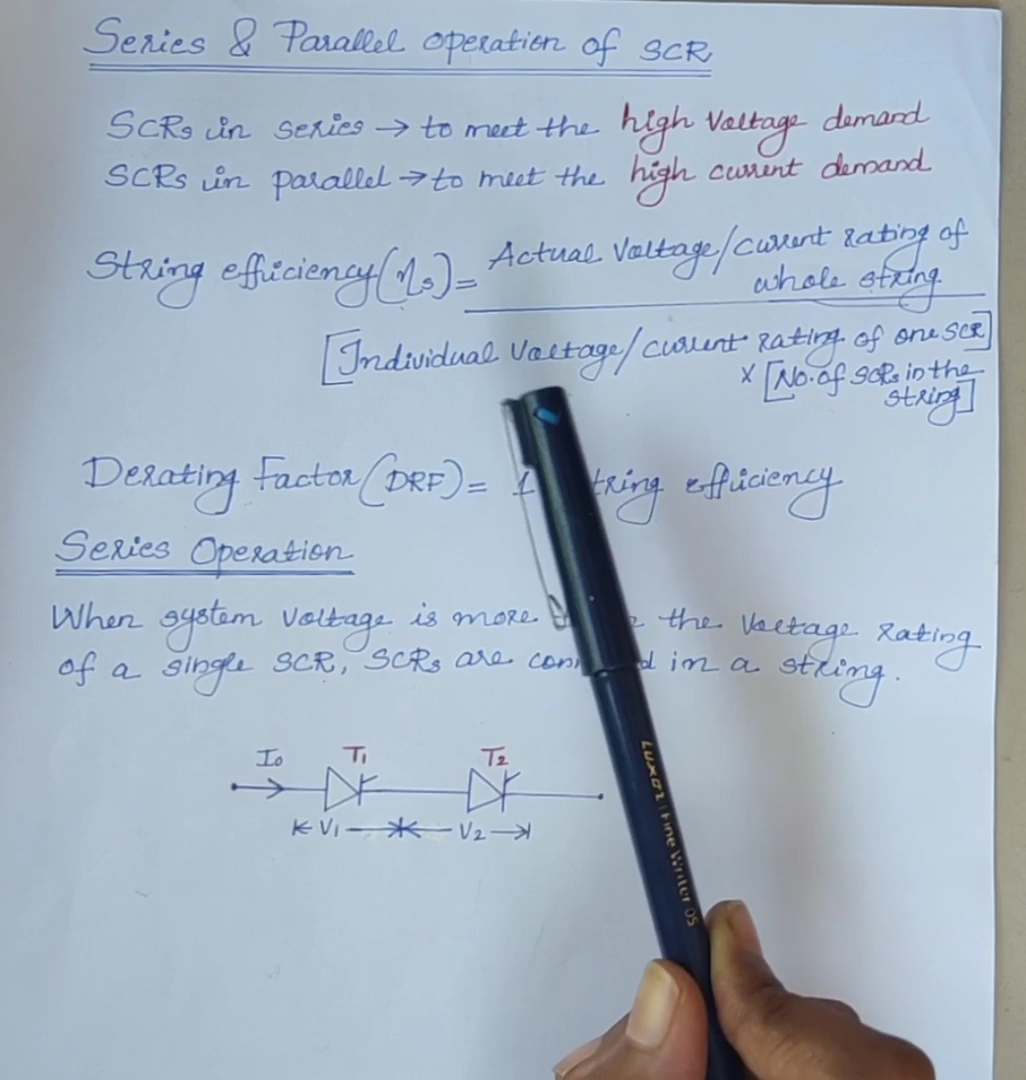 Series & Parallel operation of SCR
SCRs in series → to meet the high Voltage demand
SCRs in parallel → to meet the high current demand
String efficiency (ηs) = Actual Voltage/current rating of
whole string
[Individual Voltage/current rating of one SCR]
x [No. of SCRs in the
string]
Derating Factor (DRF) = 1 efficiency
Series Operation
When system voltage is more the Voltage rating
of a single SCR, SCRs are in a string.
I0 T1 T2
V1 V2
LUXOR | Fine Writer 05